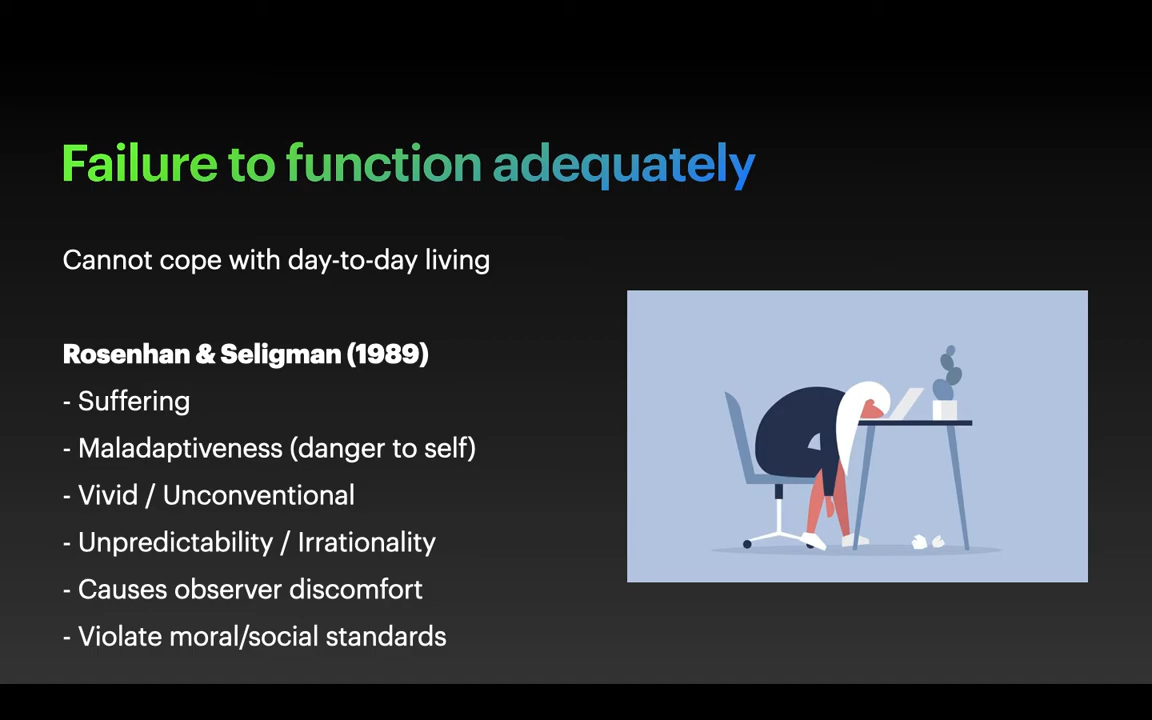 Failure to function adequately
Cannot cope with day-to-day living
Rosenhan & Seligman (1989)
- Suffering
- Maladaptiveness (danger to self)
- Vivid / Unconventional
- Unpredictability / Irrationality
- Causes observer discomfort
- Violate moral/social standards